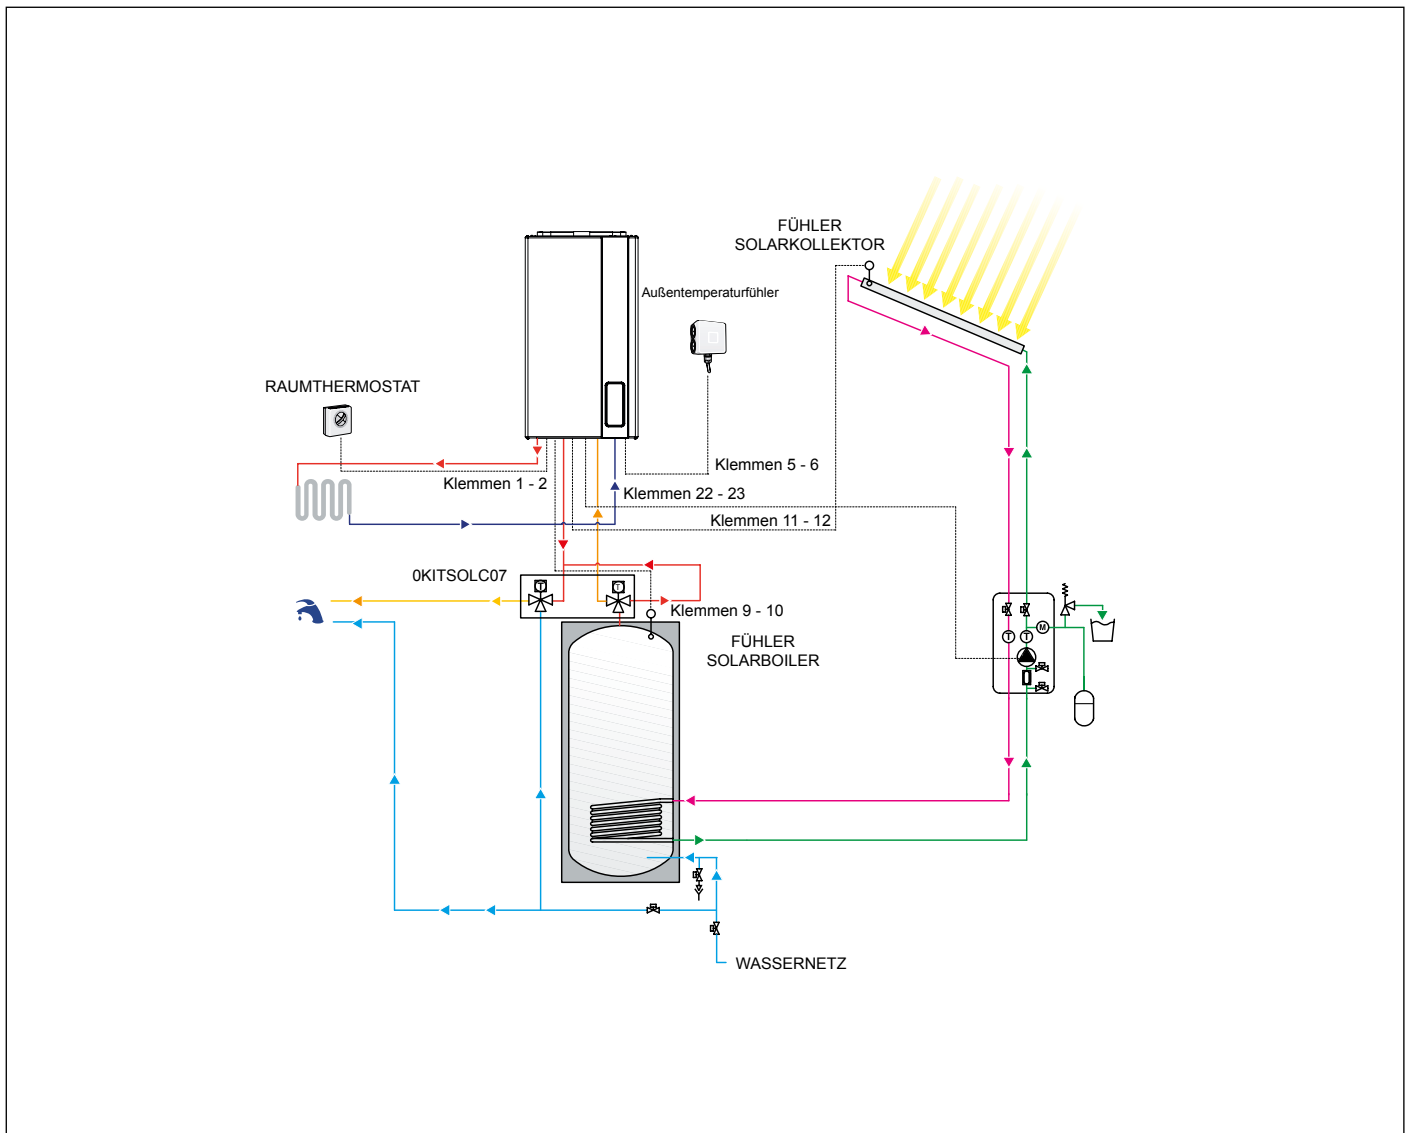 FÜHLER
SOLARKOLLEKTOR
Außentemperaturfühler
RAUMTHERMOSTAT
Klemmen 5 - 6
Klemmen 1 - 2
Klemmen 22 - 23
Klemmen 11 - 12
0KITSOLC07
T
T
Klemmen 9 - 10
FÜHLER
SOLARBOILER
M
T
T
WASSERNETZ